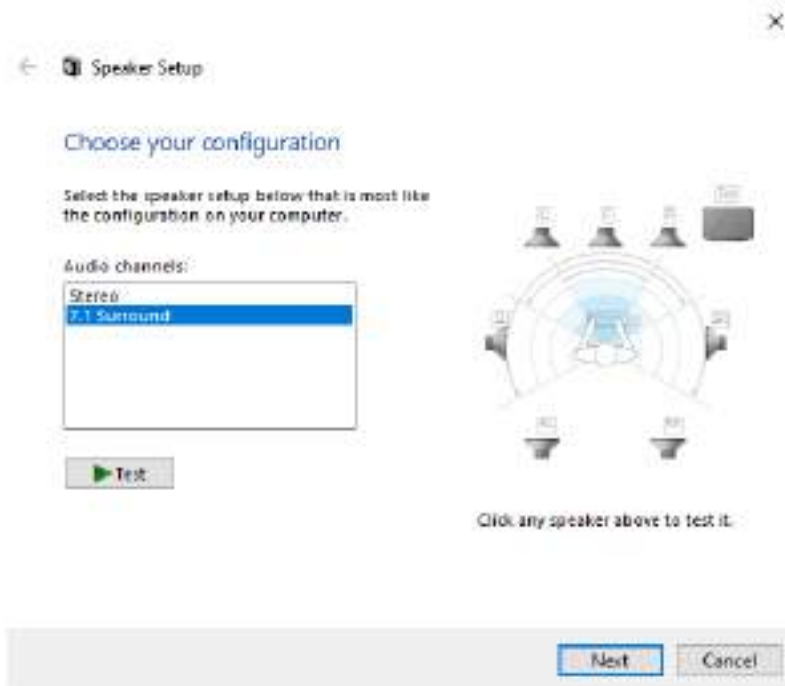 Speaker Setup
Choose your configuration
Select the speaker setup below that is most like
the configuration on your computer.
Audio channels:
Stereo
7.1 Surround
Test
Click any speaker above to test it.
Next
Cancel